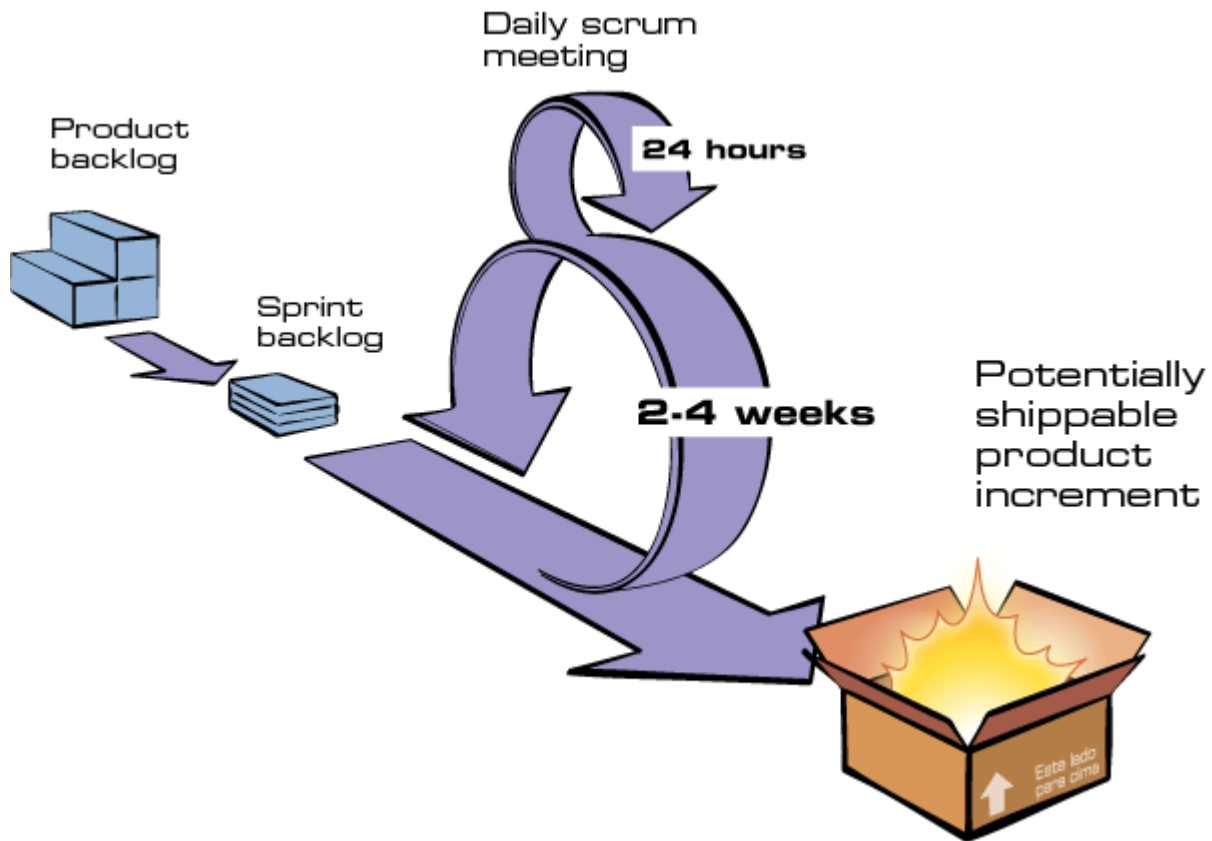 Daily scrum
meeting
24 hours
Product
backlog
Sprint
backlog
2-4 weeks
Potentially
shippable
product
increment
Este lado
para cima